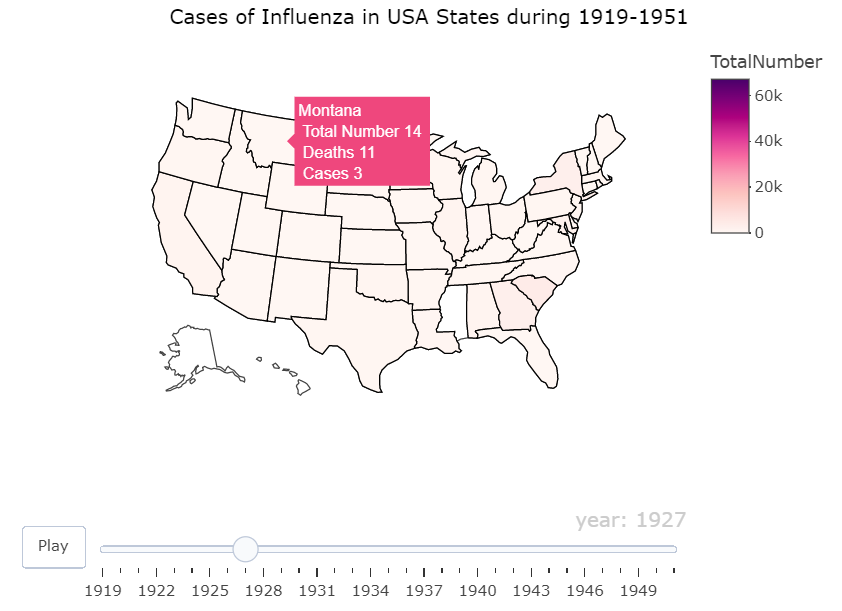 Cases of Influenza in USA States during 1919-1951
TotalNumber
60k
40k
20k
0
Montana
Total Number 14
Deaths 11
Cases 3
year: 1927
Play
1919 1922 1925 1928 1931 1934 1937 1940 1943 1946 1949